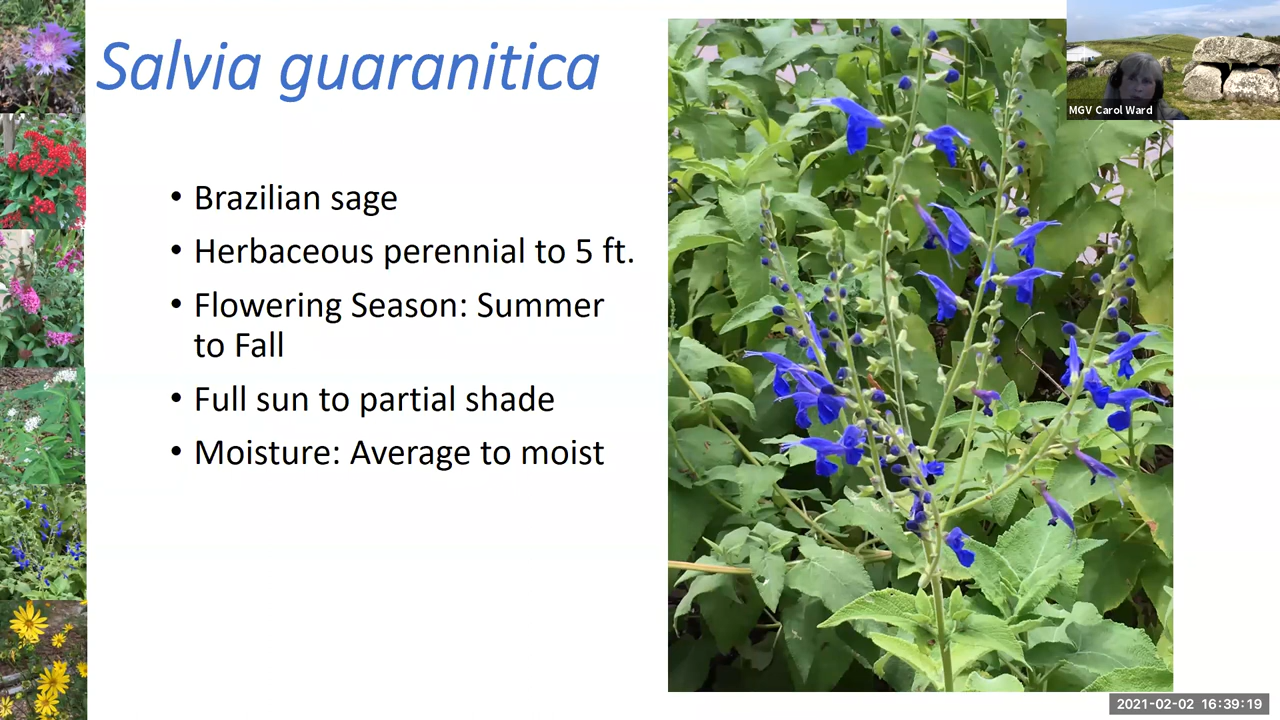 Salvia guaranitica
MGV Carol Ward
• Brazilian sage
• Herbaceous perennial to 5 ft.
• Flowering Season: Summer
to Fall
• Full sun to partial shade
• Moisture: Average to moist
2021-02-02 16:39:19